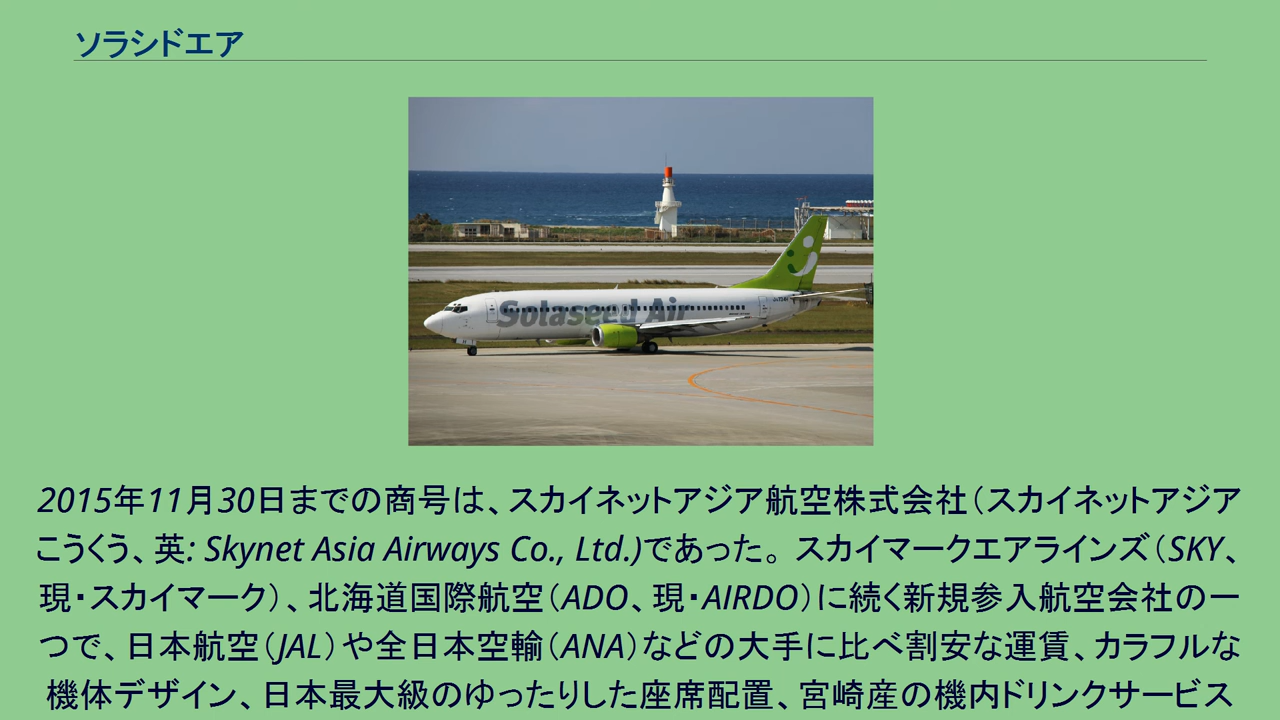 ソラシドエア
Solaseed Air
2015年11月30日までの商号は、スカイネットアジア航空株式会社（スカイネットアジア
こうくう、英: Skynet Asia Airways Co., Ltd.)であった。 スカイマークエアラインズ（SKY、
現・スカイマーク）、北海道国際航空（ADO、現・AIRDO）に続く新規参入航空会社の一
つで、日本航空（JAL）や全日本空輸（ANA）などの大手に比べ割安な運賃、カラフルな
機体デザイン、日本最大級のゆったりした座席配置、宮崎産の機内ドリンクサービス